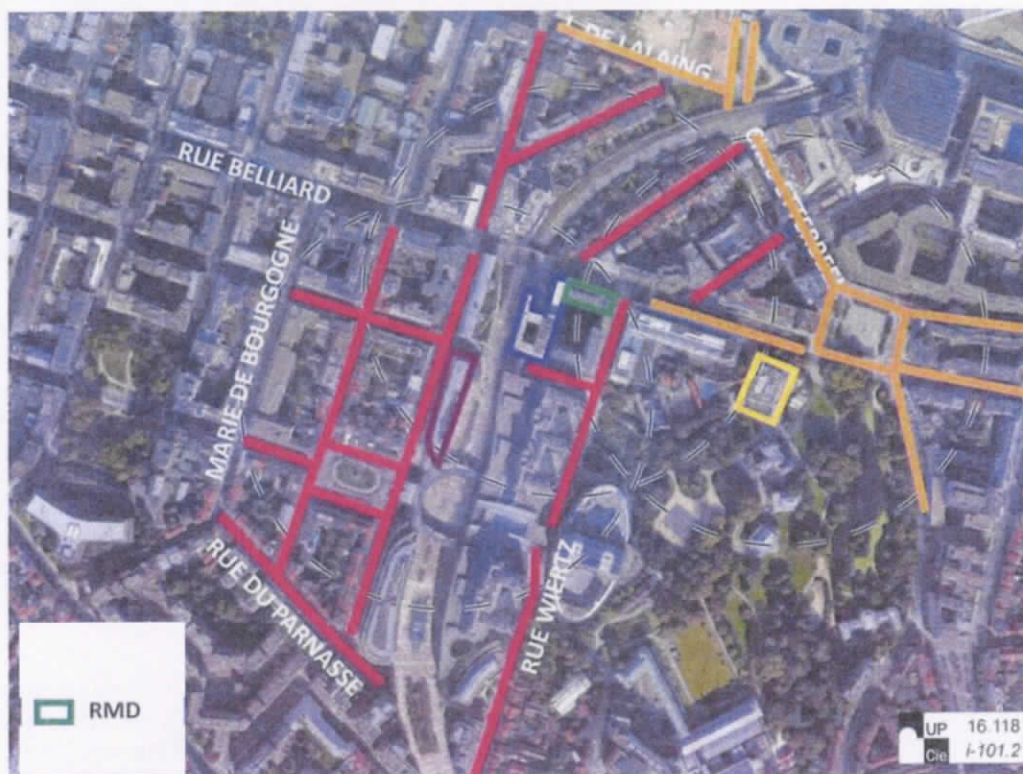 DE LALAING
RUE BELLIARD
MARIE DE BOURGOGNE
RUE DU PARNASSE
RUE WIERTZ
RMD
UP 16.118
Cie i-101.2